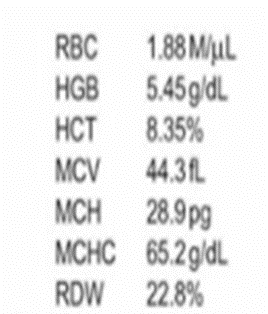 RBC 1.88 M/μL
HGB 5.45 g/dL
HCT 8.35%
MCV 44.3 fL
MCH 28.9 pg
MCHC 65.2 g/dL
RDW 22.8%